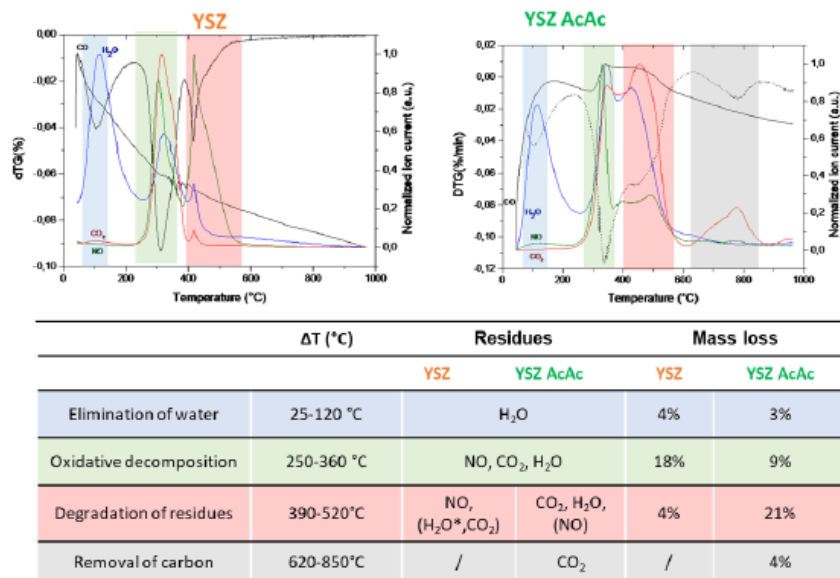 YSZ
YSZ AcAc
0,00
-0,02
-0,04
-0,06
-0,08
-0,10
dTG(%)
CO
H₂O
CO₂
NO
1,0
0,8
0,6
0,4
0,2
0,0
Normalized ion current (a.u.)
0
200
400
600
800
1000
Temperature (°C)
0,02
0,00
-0,02
-0,04
-0,06
-0,08
-0,10
-0,12
DTG(%/min)
CO
H₂O
NO
CO₂
1,0
0,8
0,6
0,4
0,2
0,0
Normalized ion current (a.u.)
0
200
400
600
800
1000
Temperature (°C)
ΔT (°C) Residues Mass loss
YSZ YSZ AcAc YSZ YSZ AcAc
Elimination of water 25-120 °C H₂O 4% 3%
Oxidative decomposition 250-360 °C NO, CO₂, H₂O 18% 9%
Degradation of residues 390-520°C NO, (H₂O*,CO₂) CO₂, H₂O, (NO) 4% 21%
Removal of carbon 620-850°C / CO₂ / 4%